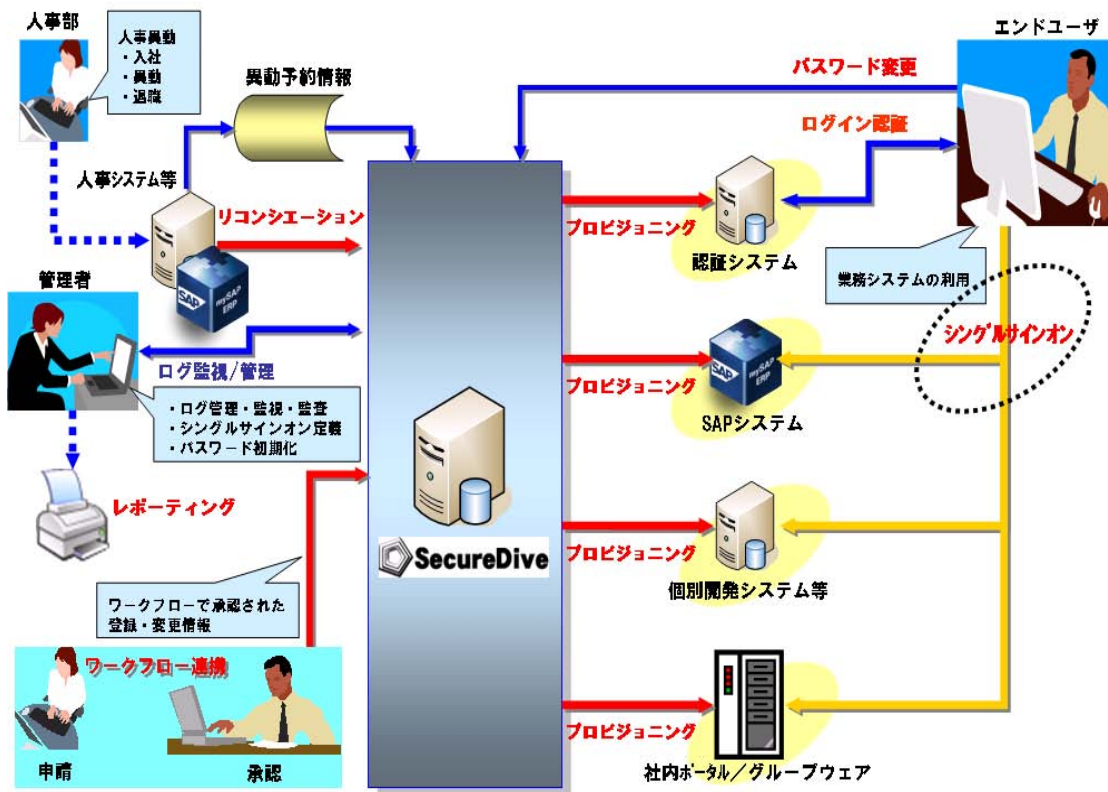 人事部
人事異動
・入社
・異動
・退職
異動予約情報
エンドユーザ
パスワード変更
ログイン認証
人事システム等
リコンシエーション
SAP
mySAP
ERP
プロビジョニング
認証システム
業務システムの利用
管理者
ログ監視/管理
・ログ管理・監視・監査
・シングルサインオン定義
・パスワード初期化
シングルサインオン
SAP
mySAP
ERP
プロビジョニング
SAPシステム
レポーティング
SecureDive
プロビジョニング
個別開発システム等
ワークフローで承認された
登録・変更情報
ワークフロー連携
申請
承認
プロビジョニング
社内ポータル／グループウェア